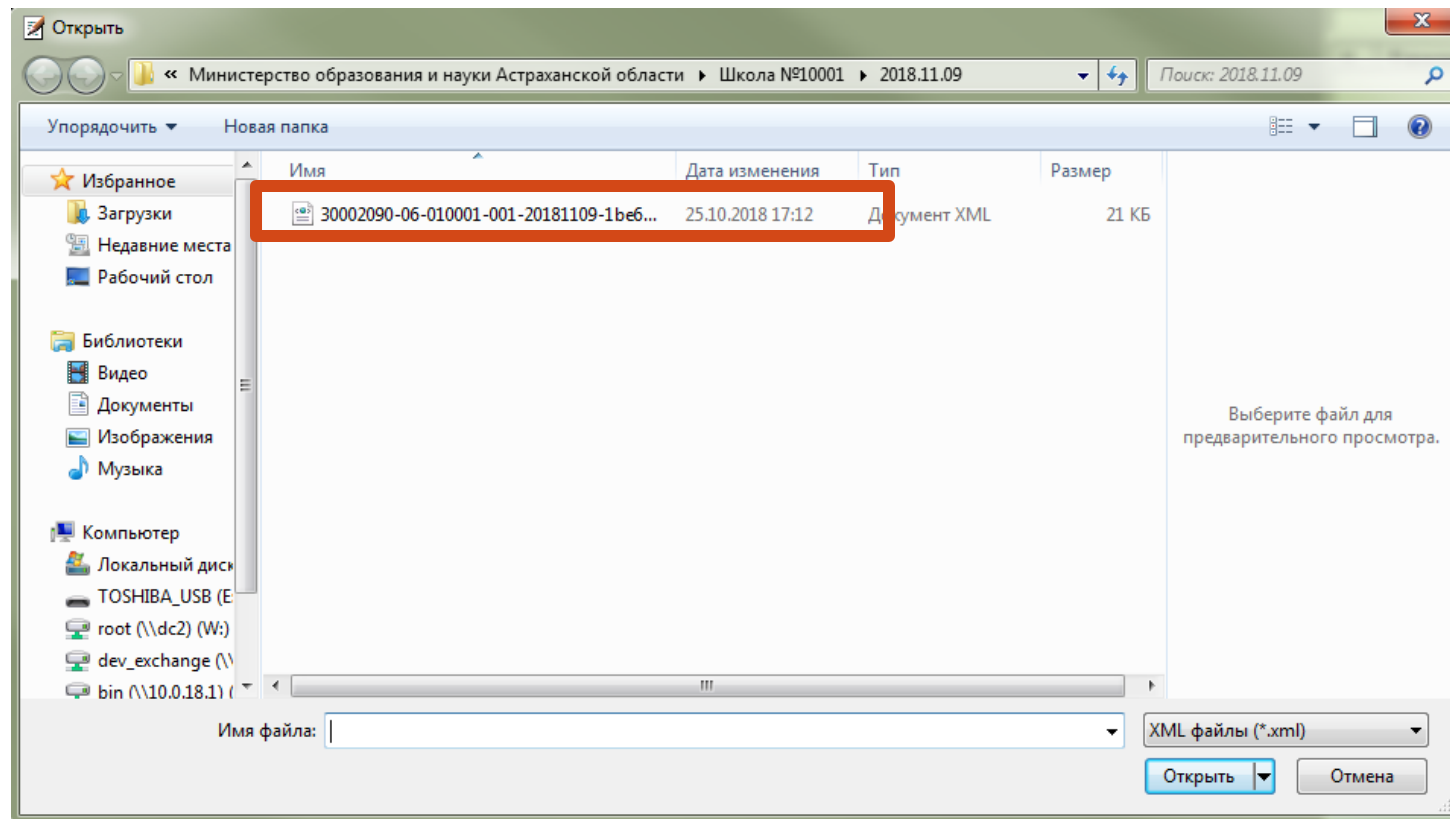 Открыть
« Министерство образования и науки Астраханской области ▸ Школа №10001 ▸ 2018.11.09
Поиск: 2018.11.09
Упорядочить ▼ Новая папка
Имя Дата изменения Тип Размер
30002090-06-010001-001-20181109-1be6... 25.10.2018 17:12 Документ XML 21 КБ
Избранное
Загрузки
Недавние места
Рабочий стол
Библиотеки
Видео
Документы
Изображения
Музыка
Компьютер
Локальный диск
TOSHIBA_USB (E:
root (\\dc2) (W:)
dev_exchange (\\
bin (\\10.0.18.1) (
Выберите файл для
предварительного просмотра.
Имя файла:
XML файлы (*.xml)
Открыть Отмена